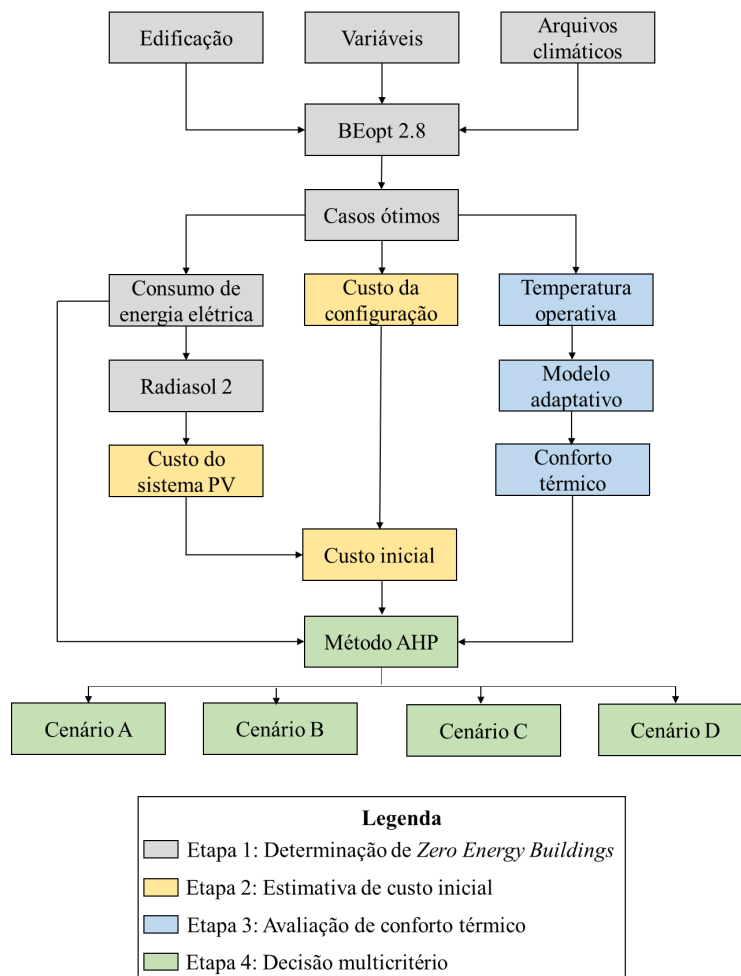 Edificação
Variáveis
Arquivos
climáticos
BEopt 2.8
Casos ótimos
Consumo de
energia elétrica
Custo da
configuração
Temperatura
operativa
Radiasol 2
Modelo
adaptativo
Custo do
sistema PV
Conforto
térmico
Custo inicial
Método AHP
Cenário A
Cenário B
Cenário C
Cenário D
Legenda
Etapa 1: Determinação de Zero Energy Buildings
Etapa 2: Estimativa de custo inicial
Etapa 3: Avaliação de conforto térmico
Etapa 4: Decisão multicritério